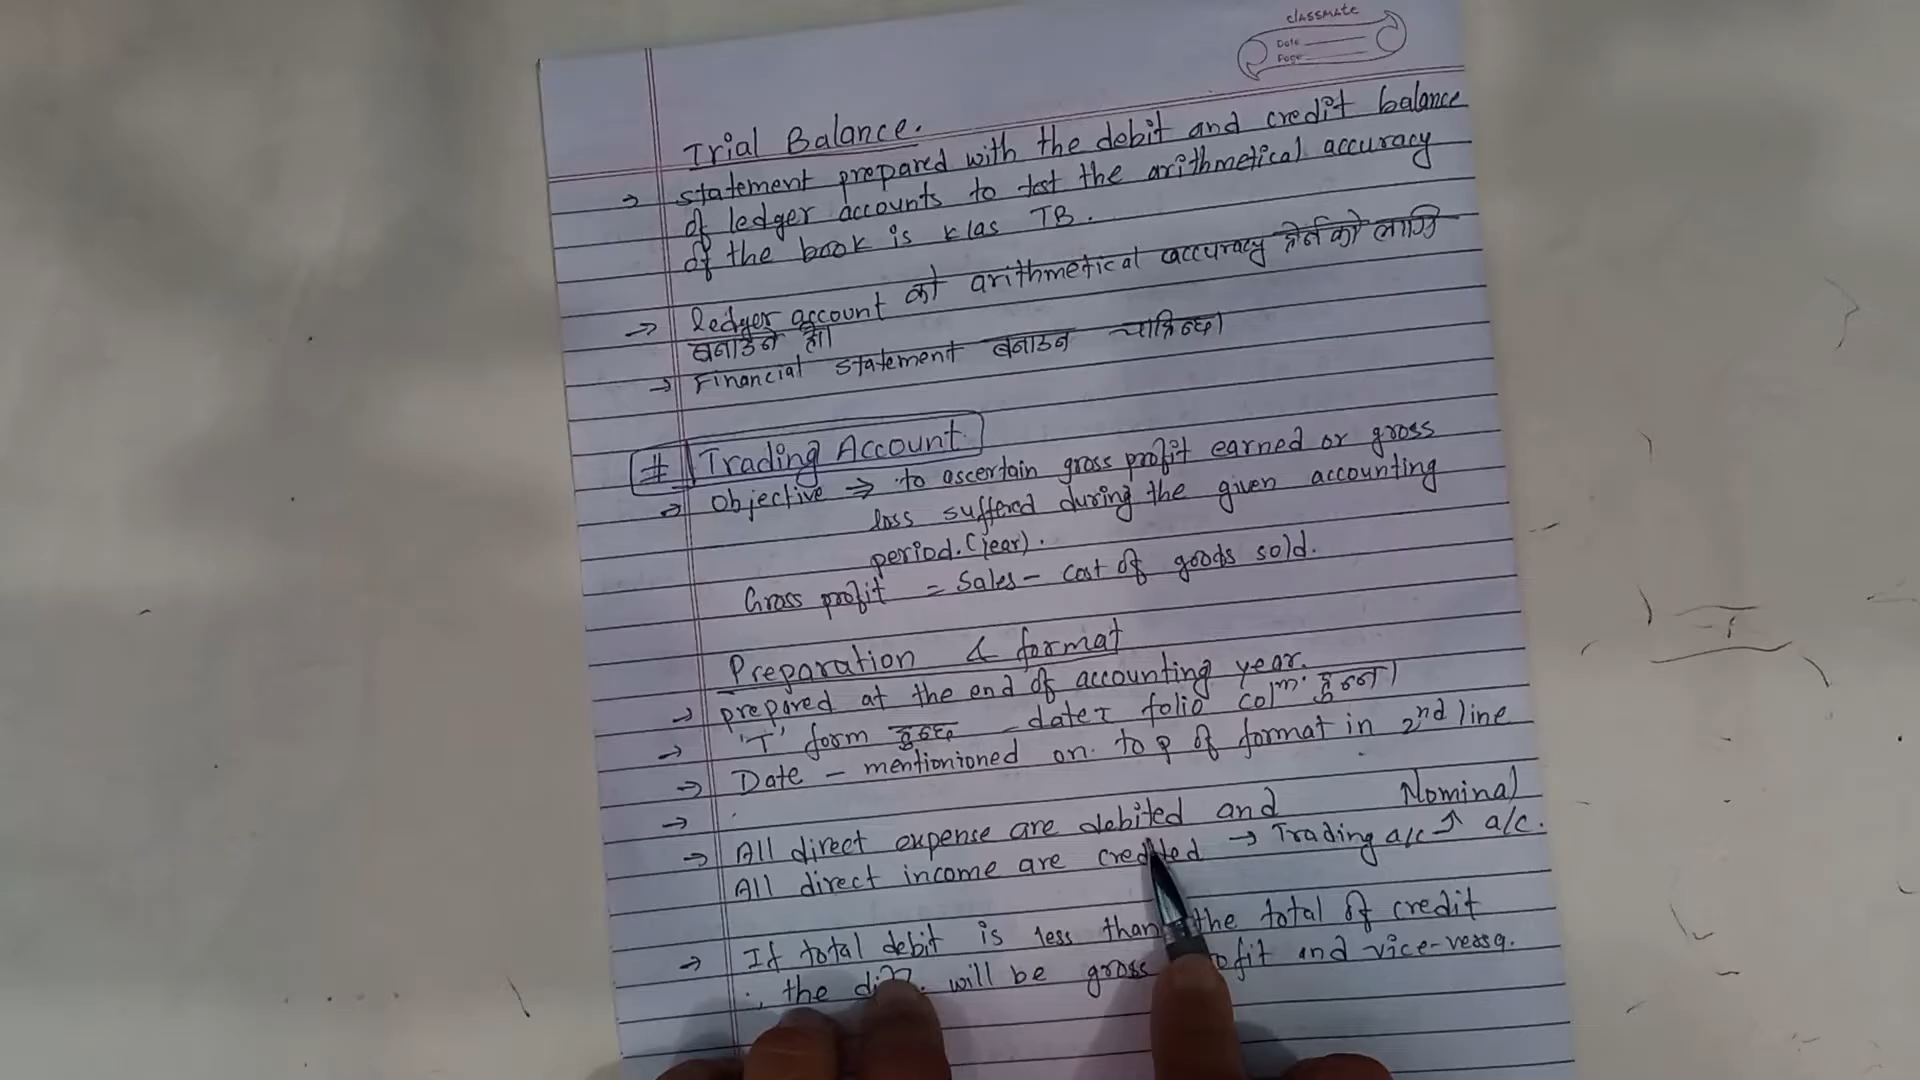 classmate
Date
Page
Trial Balance.
→ statement prepared with the debit and credit balance
of ledger accounts to test the arithmetical accuracy
of the book is klas TB.
→ ledger account को arithmetical accuracy हेर्नको लागि
बनाउने हो।
→ Financial statement बनाउन चाहिन्छ।
# Trading Account
→ Objective ⇒ to ascertain gross profit earned or gross
loss suffered during the given accounting
period. (year).
Gross profit = Sales - cost of goods sold.
Preparation & format
→ prepared at the end of accounting year.
→ 'T' form हुन्छ - date folio colm. हुन्न।
→ Date - mentionioned on top of format in 2nd line
→ .
→ All direct expense are debited and Nominal
All direct income are credited → Trading a/c ↑ a/c.
→ If total debit is less than the total of credit
∴ the will be gross and vice-versa.